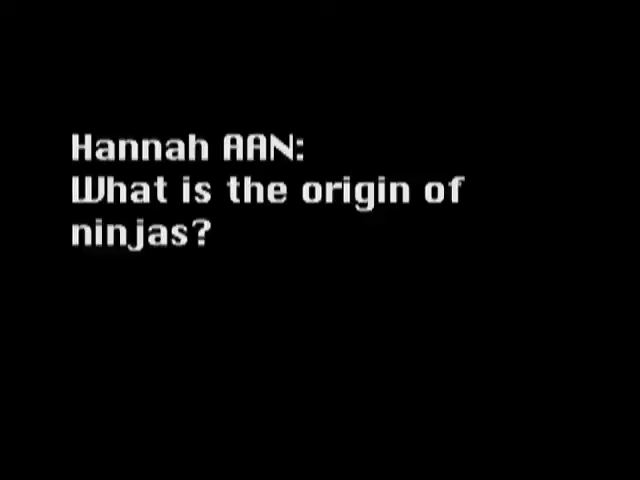 Hannah AAN:
What is the origin of
ninjas?